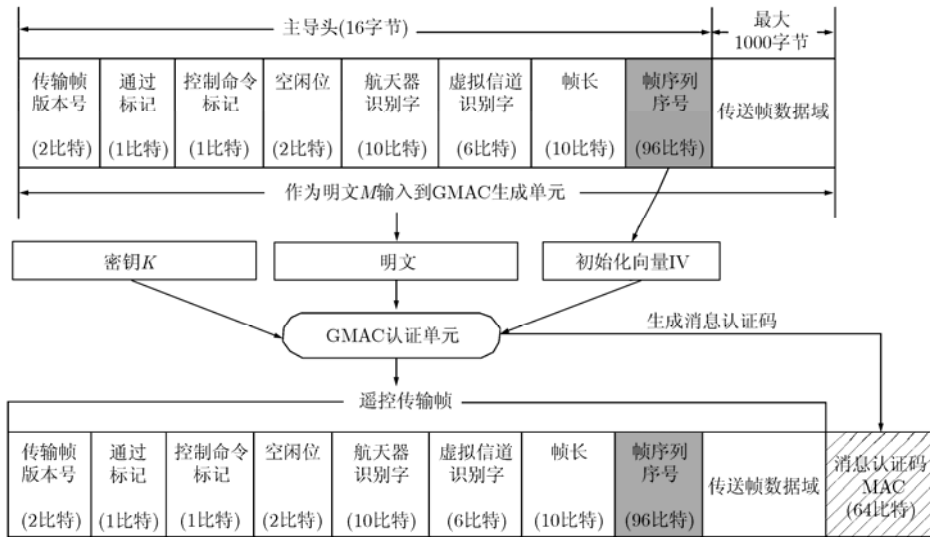 主导头(16字节)
最大
1000字节
传输帧
版本号
(2比特)
通过
标记
(1比特)
控制命令
标记
(1比特)
空闲位
(2比特)
航天器
识别字
(10比特)
虚拟信道
识别字
(6比特)
帧长
(10比特)
帧序列
序号
(96比特)
传送帧数据域
作为明文M输入到GMAC生成单元
密钥K
明文
初始化向量IV
GMAC认证单元
生成消息认证码
遥控传输帧
传输帧
版本号
(2比特)
通过
标记
(1比特)
控制命令
标记
(1比特)
空闲位
(2比特)
航天器
识别字
(10比特)
虚拟信道
识别字
(6比特)
帧长
(10比特)
帧序列
序号
(96比特)
传送帧数据域
消息认证码
MAC
(64比特)